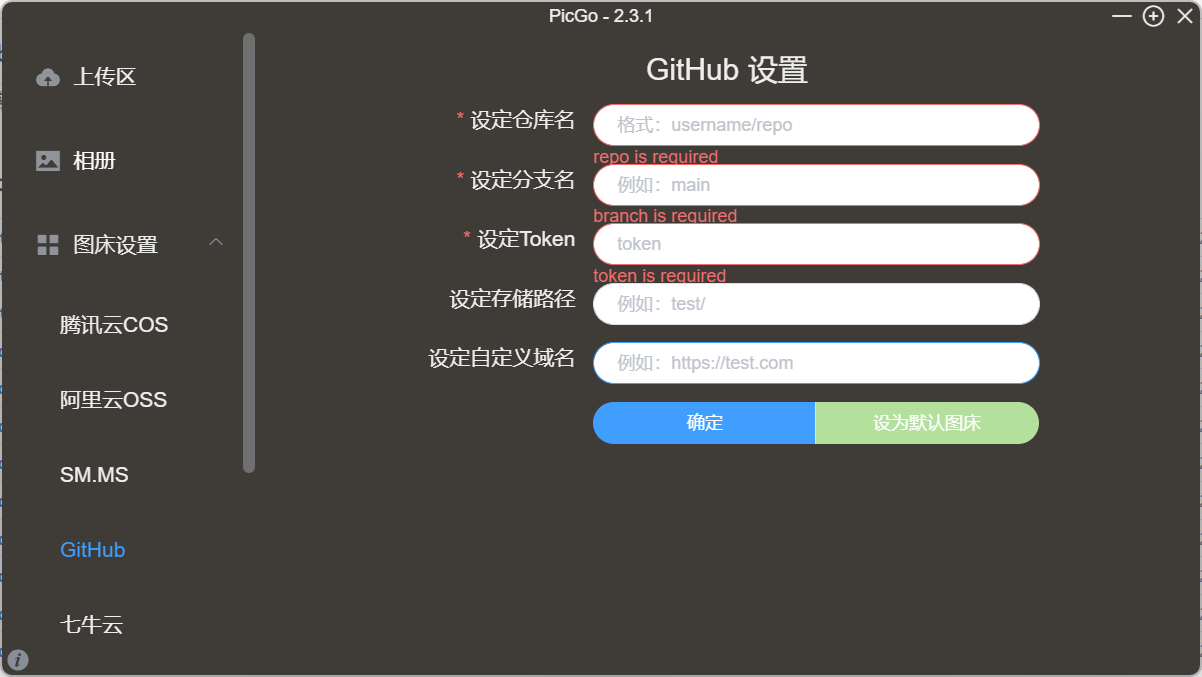 PicGo - 2.3.1
上传区
相册
图床设置
腾讯云COS
阿里云OSS
SM.MS
GitHub
七牛云
GitHub 设置
* 设定仓库名
格式：username/repo
repo is required
* 设定分支名
例如：main
branch is required
* 设定Token
token
token is required
设定存储路径
例如：test/
设定自定义域名
例如：https://test.com
确定
设为默认图床